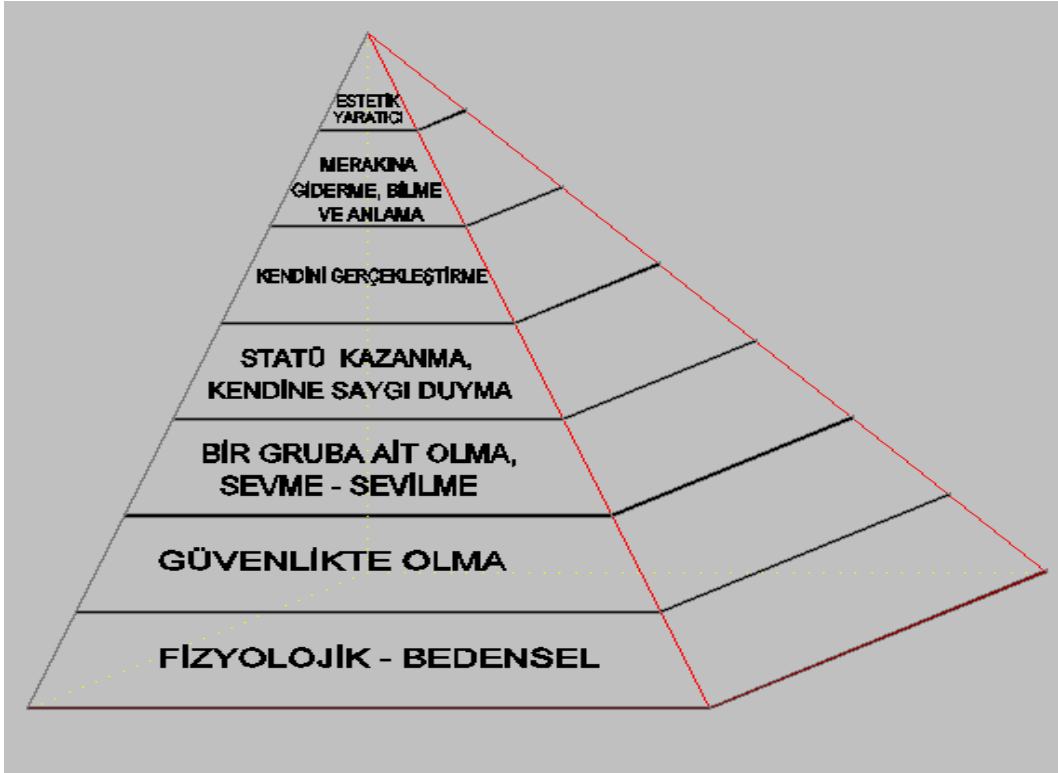 ESTETİK
YARATICI
MERAKINA
GİDERME, BİLME
VE ANLAMA
KENDİNİ GERÇEKLEŞTİRME
STATÜ KAZANMA,
KENDİNE SAYGI DUYMA
BİR GRUBA AİT OLMA,
SEVME - SEVİLME
GÜVENLİKTE OLMA
FİZYOLOJİK - BEDENSEL